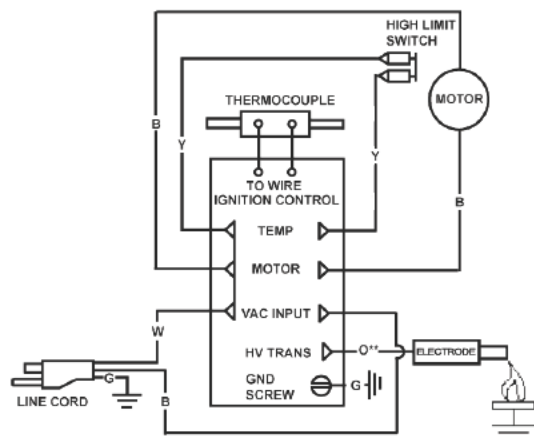 HIGH LIMIT
SWITCH
MOTOR
THERMOCOUPLE
B
Y
Y
B
TO WIRE
IGNITION CONTROL
TEMP
MOTOR
VAC INPUT
W
HV TRANS
O**
ELECTRODE
G
GND
SCREW
G
LINE CORD
B